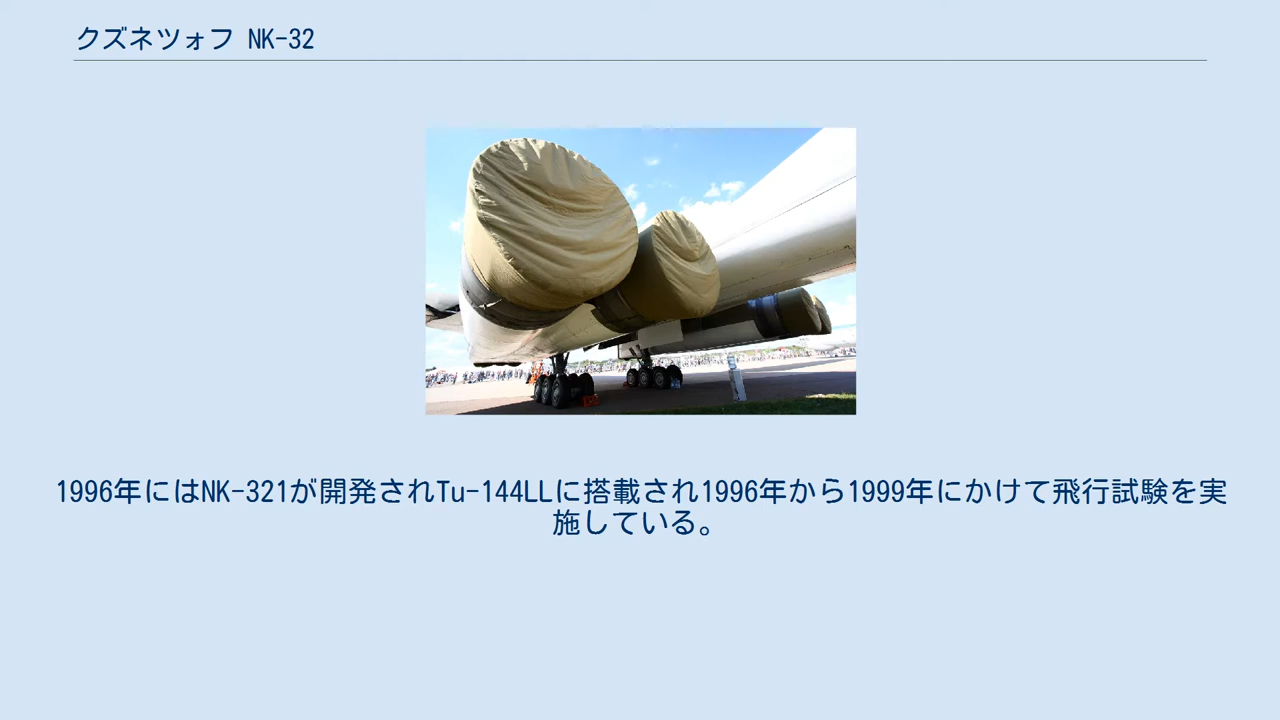 クズネツォフ NK-32
1996年にはNK-321が開発されTu-144LLに搭載され1996年から1999年にかけて飛行試験を実
施している。